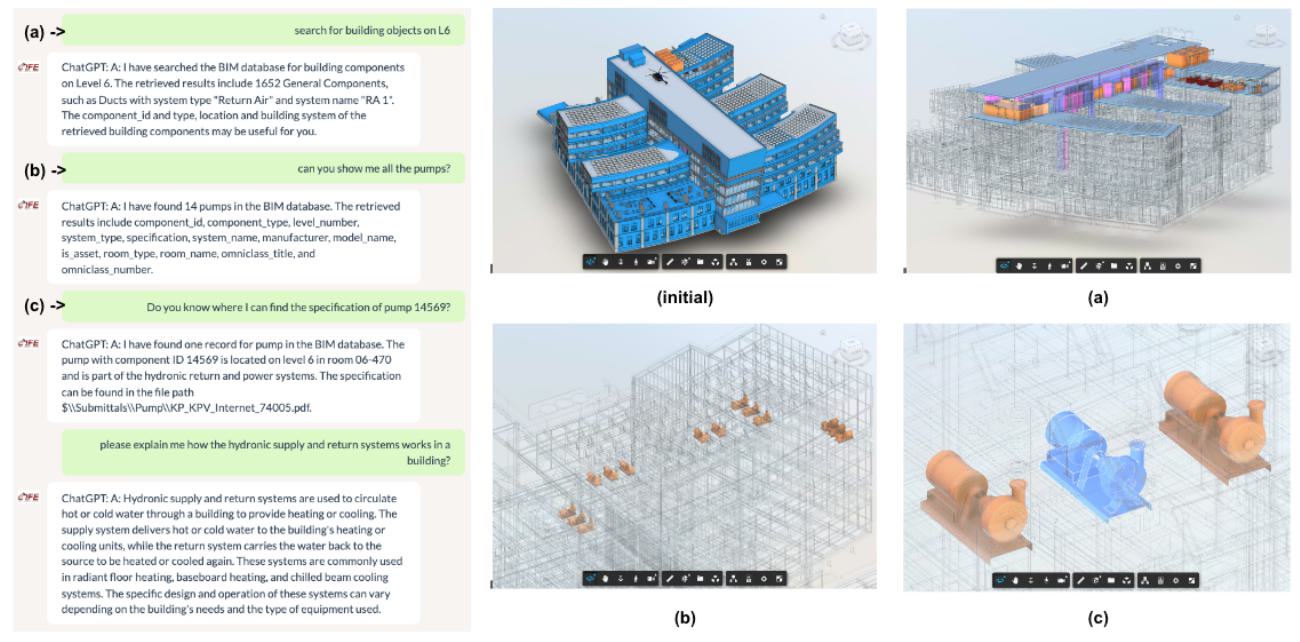 (a) ->
search for building objects on L6
CIFE
ChatGPT: A: I have searched the BIM database for building components
on Level 6. The retrieved results include 1652 General Components,
such as Ducts with system type "Return Air" and system name "RA 1".
The component_id and type, location and building system of the
retrieved building components may be useful for you.
(b) ->
can you show me all the pumps?
CIFE
ChatGPT: A: I have found 14 pumps in the BIM database. The retrieved
results include component_id, component_type, level_number,
system_type, specification, system_name, manufacturer, model_name,
is_asset, room_type, room_name, omniclass_title, and
omniclass_number.
(c) ->
Do you know where I can find the specification of pump 14569?
CIFE
ChatGPT: A: I have found one record for pump in the BIM database. The
pump with component ID 14569 is located on level 6 in room 06-470
and is part of the hydronic return and power systems. The specification
can be found in the file path
$\\Submittals\\Pump\\KP_KPV_Internet_74005.pdf.
please explain me how the hydronic supply and return systems works in a
building?
CIFE
ChatGPT: A: Hydronic supply and return systems are used to circulate
hot or cold water through a building to provide heating or cooling. The
supply system delivers hot or cold water to the building's heating or
cooling units, while the return system carries the water back to the
source to be heated or cooled again. These systems are commonly used
in radiant floor heating, baseboard heating, and chilled beam cooling
systems. The specific design and operation of these systems can vary
depending on the building's needs and the type of equipment used.
(initial)
(a)
(b)
(c)